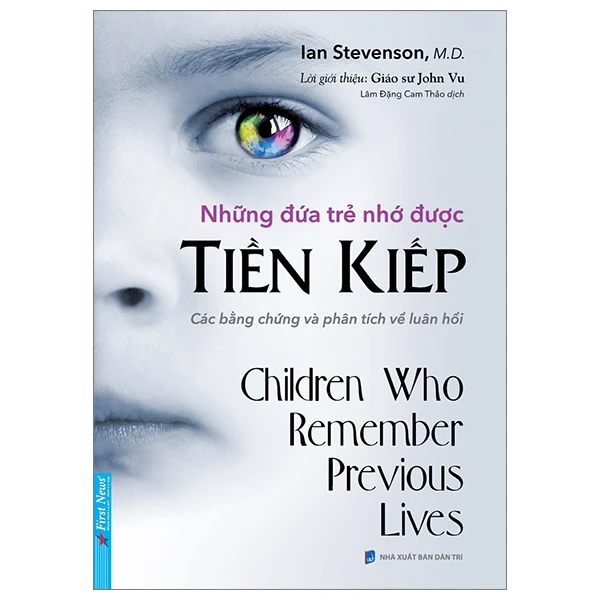 Ian Stevenson, M.D.
Lời giới thiệu: Giáo sư John Vu
Lâm Đặng Cam Thảo dịch
Những đứa trẻ nhớ được
TIỀN KIẾP
Các bằng chứng và phân tích về luân hồi
Children Who
Remember
Previous
Lives
First News
NHÀ XUẤT BẢN DÂN TRÍ